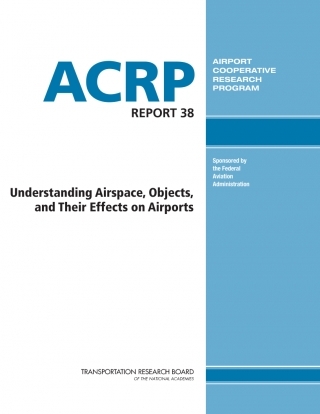 ACRP
REPORT 38
AIRPORT
COOPERATIVE
RESEARCH
PROGRAM
Sponsored by
the Federal
Aviation
Administration
Understanding Airspace, Objects,
and Their Effects on Airports
TRANSPORTATION RESEARCH BOARD
OF THE NATIONAL ACADEMIES